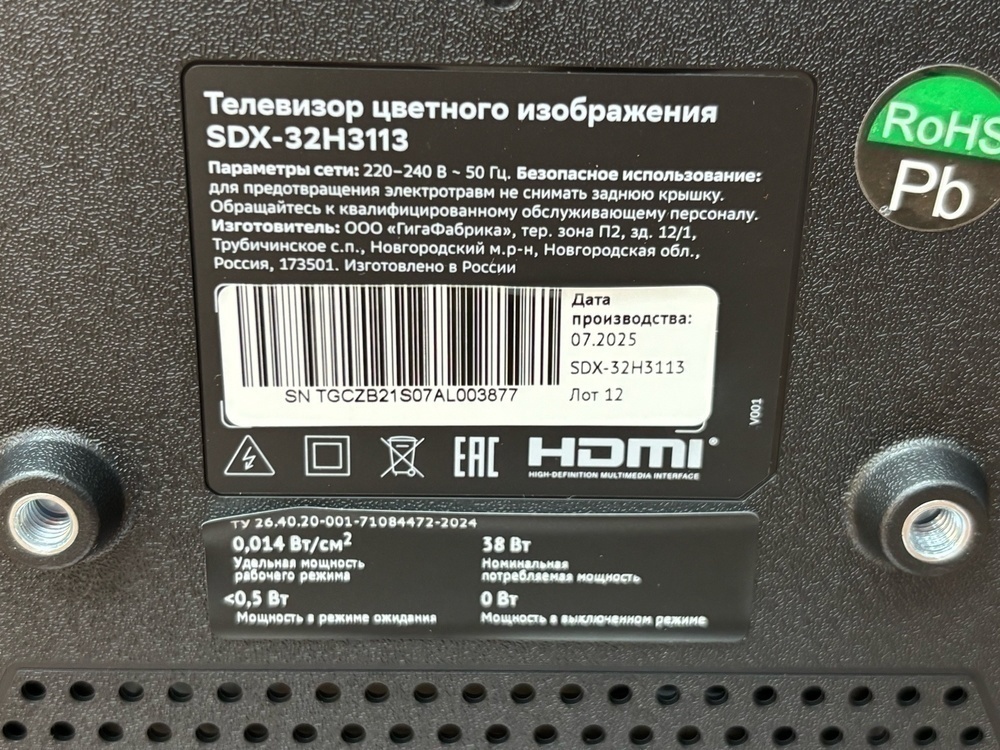 Телевизор цветного изображения
SDX-32H3113
Параметры сети: 220–240 В ~ 50 Гц. Безопасное использование:
для предотвращения электротравм не снимать заднюю крышку.
Обращайтесь к квалифицированному обслуживающему персоналу.
Изготовитель: ООО «ГигаФабрика», тер. зона П2, зд. 12/1,
Трубичинское с.п., Новгородский м.р-н, Новгородская обл.,
Россия, 173501. Изготовлено в России
Дата
производства:
07.2025
SDX-32H3113
Лот 12
SN TGCZB21S07AL003877
V001
EAC
HDMI®
HIGH-DEFINITION MULTIMEDIA INTERFACE
RoHS
Pb
ТУ 26.40.20-001-71084472-2024
0,014 Вт/см²
Удельная мощность
рабочего режима
38 Вт
Номинальная
потребляемая мощность
<0,5 Вт
Мощность в режиме ожидания
0 Вт
Мощность в выключенном режиме